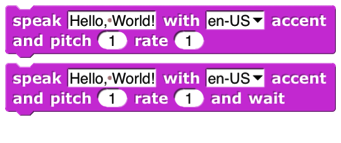 speak Hello, World! with en-US accent
and pitch 1 rate 1
speak Hello, World! with en-US accent
and pitch 1 rate 1 and wait